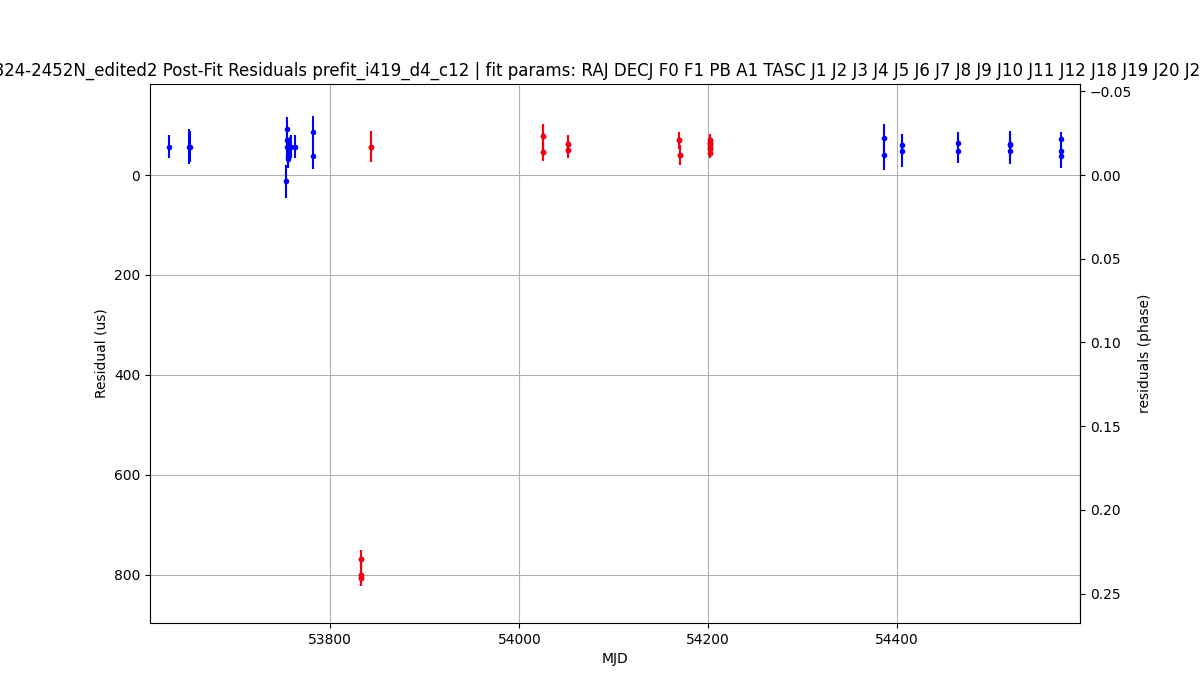 324-2452N_edited2 Post-Fit Residuals prefit_i419_d4_c12 | fit params: RAJ DECJ F0 F1 PB A1 TASC J1 J2 J3 J4 J5 J6 J7 J8 J9 J10 J11 J12 J18 J19 J20 J2
−0.05
0 0.00
200 0.05
400 0.10
600 0.15
800 0.20
0.25
Residual (us)
residuals (phase)
53800 54000 54200 54400
MJD